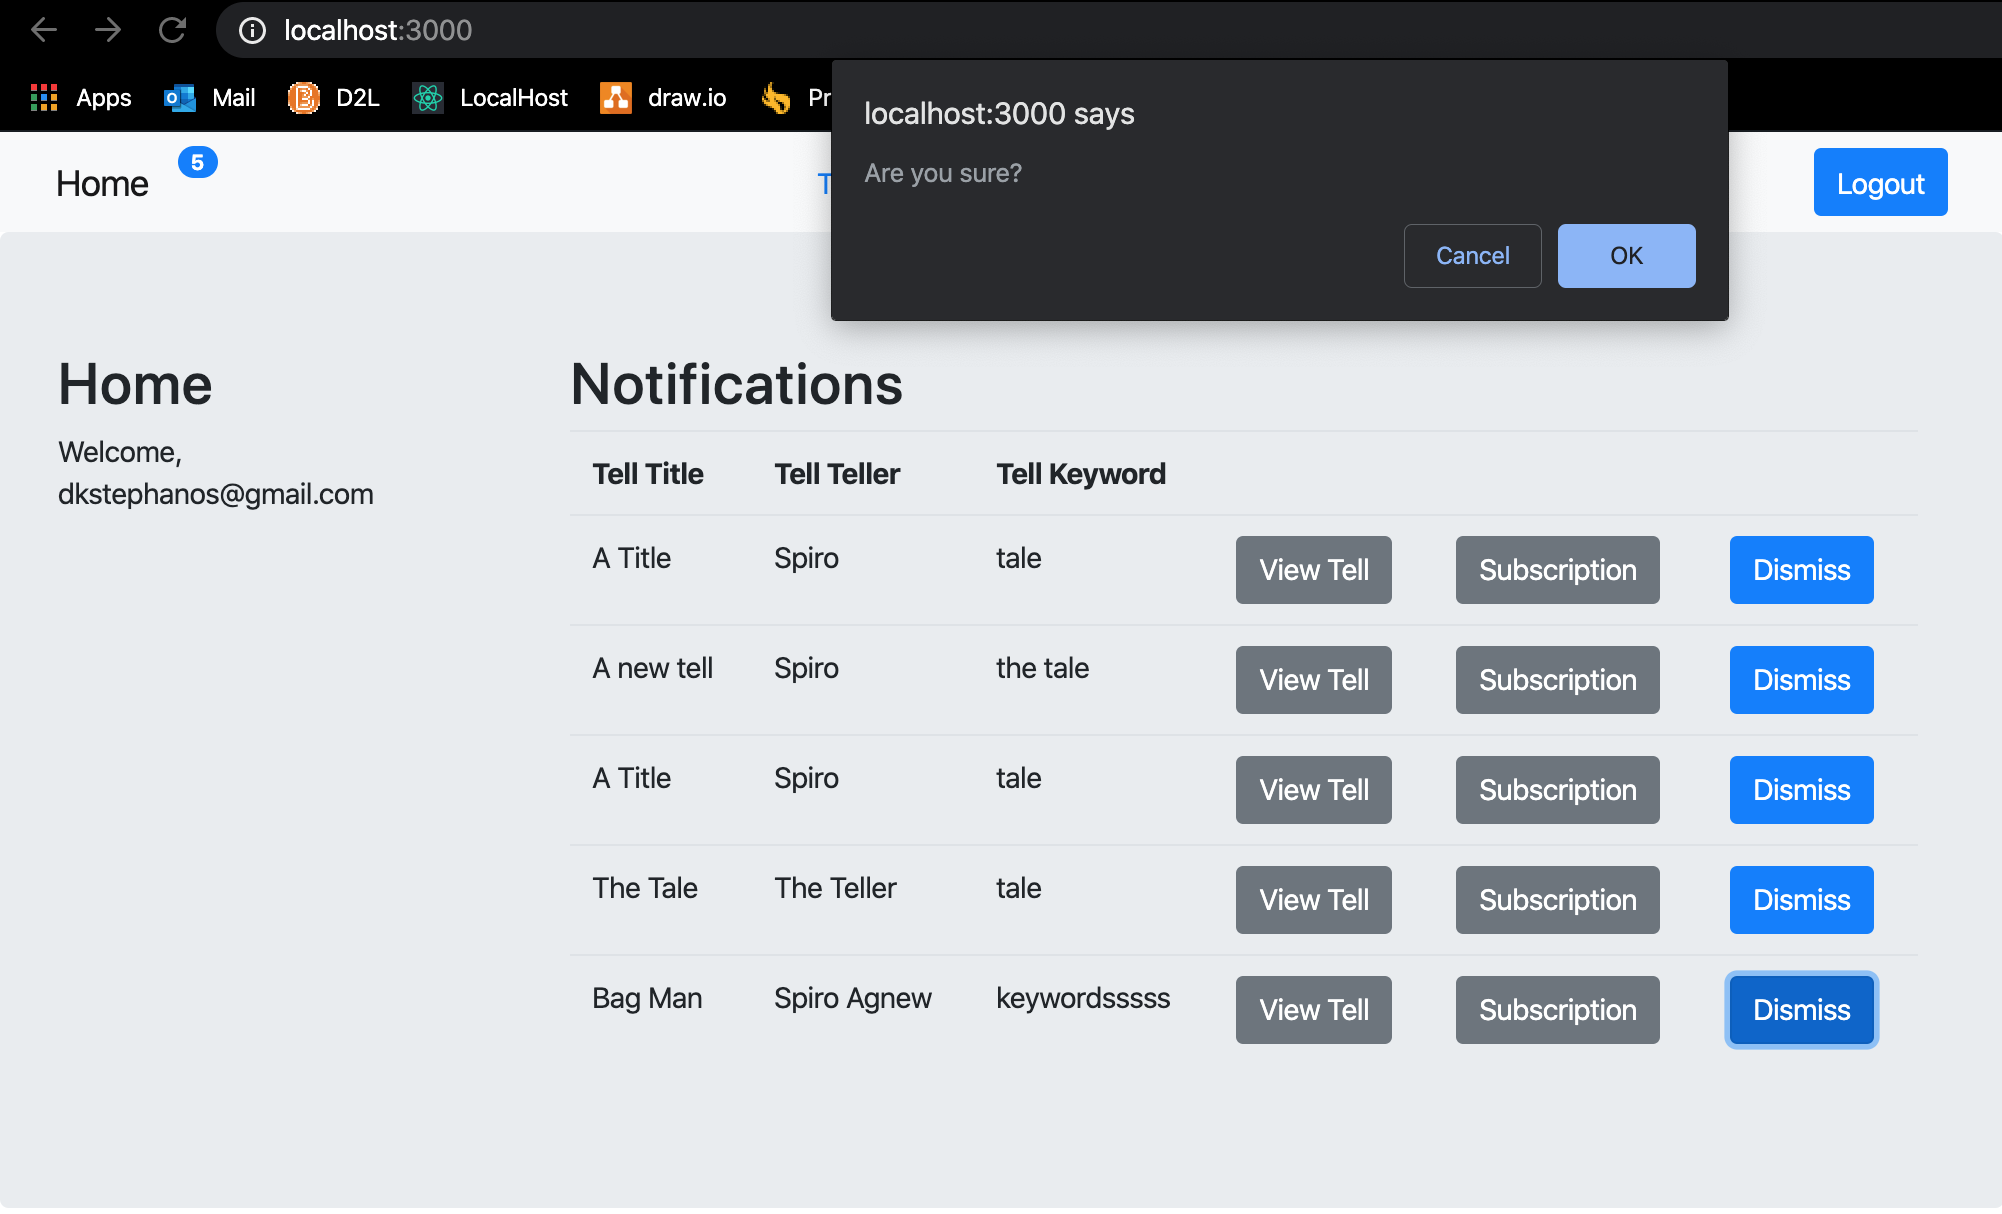 localhost:3000
Apps Mail D2L LocalHost draw.io Pr
localhost:3000 says
Are you sure?
Cancel OK
Home 5 T Logout
Home
Welcome,
dkstephanos@gmail.com
Notifications
Tell Title Tell Teller Tell Keyword
A Title Spiro tale View Tell Subscription Dismiss
A new tell Spiro the tale View Tell Subscription Dismiss
A Title Spiro tale View Tell Subscription Dismiss
The Tale The Teller tale View Tell Subscription Dismiss
Bag Man Spiro Agnew keywordsssss View Tell Subscription Dismiss